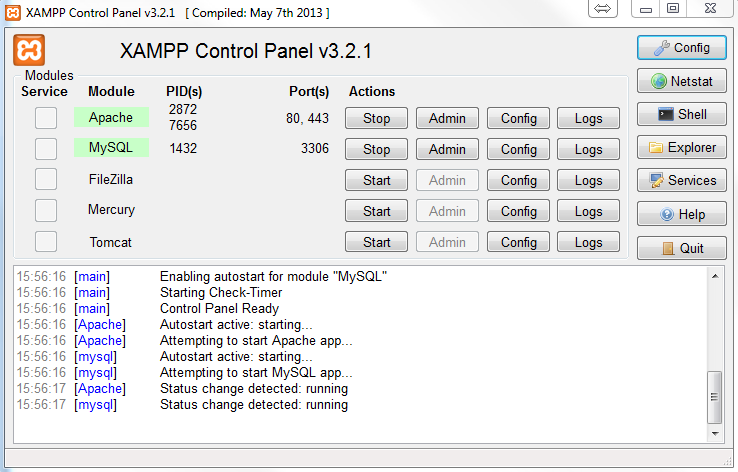 XAMPP Control Panel v3.2.1 [ Compiled: May 7th 2013 ]
XAMPP Control Panel v3.2.1
Config
Modules
Service Module PID(s) Port(s) Actions
Netstat
Apache 2872 7656 80, 443 Stop Admin Config Logs
Shell
MySQL 1432 3306 Stop Admin Config Logs
Explorer
FileZilla Start Admin Config Logs
Services
Mercury Start Admin Config Logs
Help
Tomcat Start Admin Config Logs
Quit
15:56:16 [main] Enabling autostart for module "MySQL"
15:56:16 [main] Starting Check-Timer
15:56:16 [main] Control Panel Ready
15:56:16 [Apache] Autostart active: starting...
15:56:16 [Apache] Attempting to start Apache app...
15:56:16 [mysql] Autostart active: starting...
15:56:16 [mysql] Attempting to start MySQL app...
15:56:17 [Apache] Status change detected: running
15:56:17 [mysql] Status change detected: running